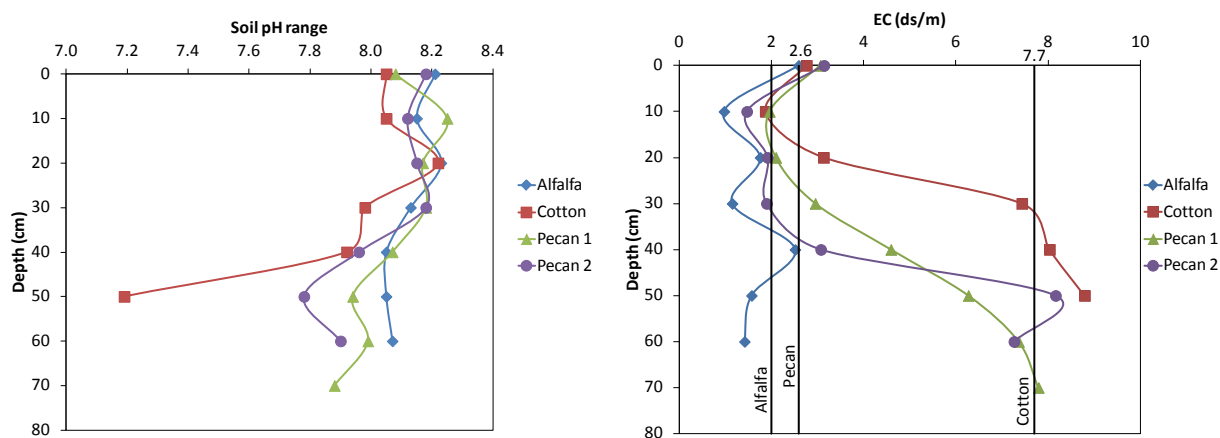 Soil pH range
7.0 7.2 7.4 7.6 7.8 8.0 8.2 8.4
0
10
20
30
40
50
60
70
80
Depth (cm)
Alfalfa
Cotton
Pecan 1
Pecan 2
EC (ds/m)
0 2 2.6 4 6 7.7 8 10
0
10
20
30
40
50
60
70
80
Depth (cm)
Alfalfa
Pecan
Cotton
Alfalfa
Cotton
Pecan 1
Pecan 2